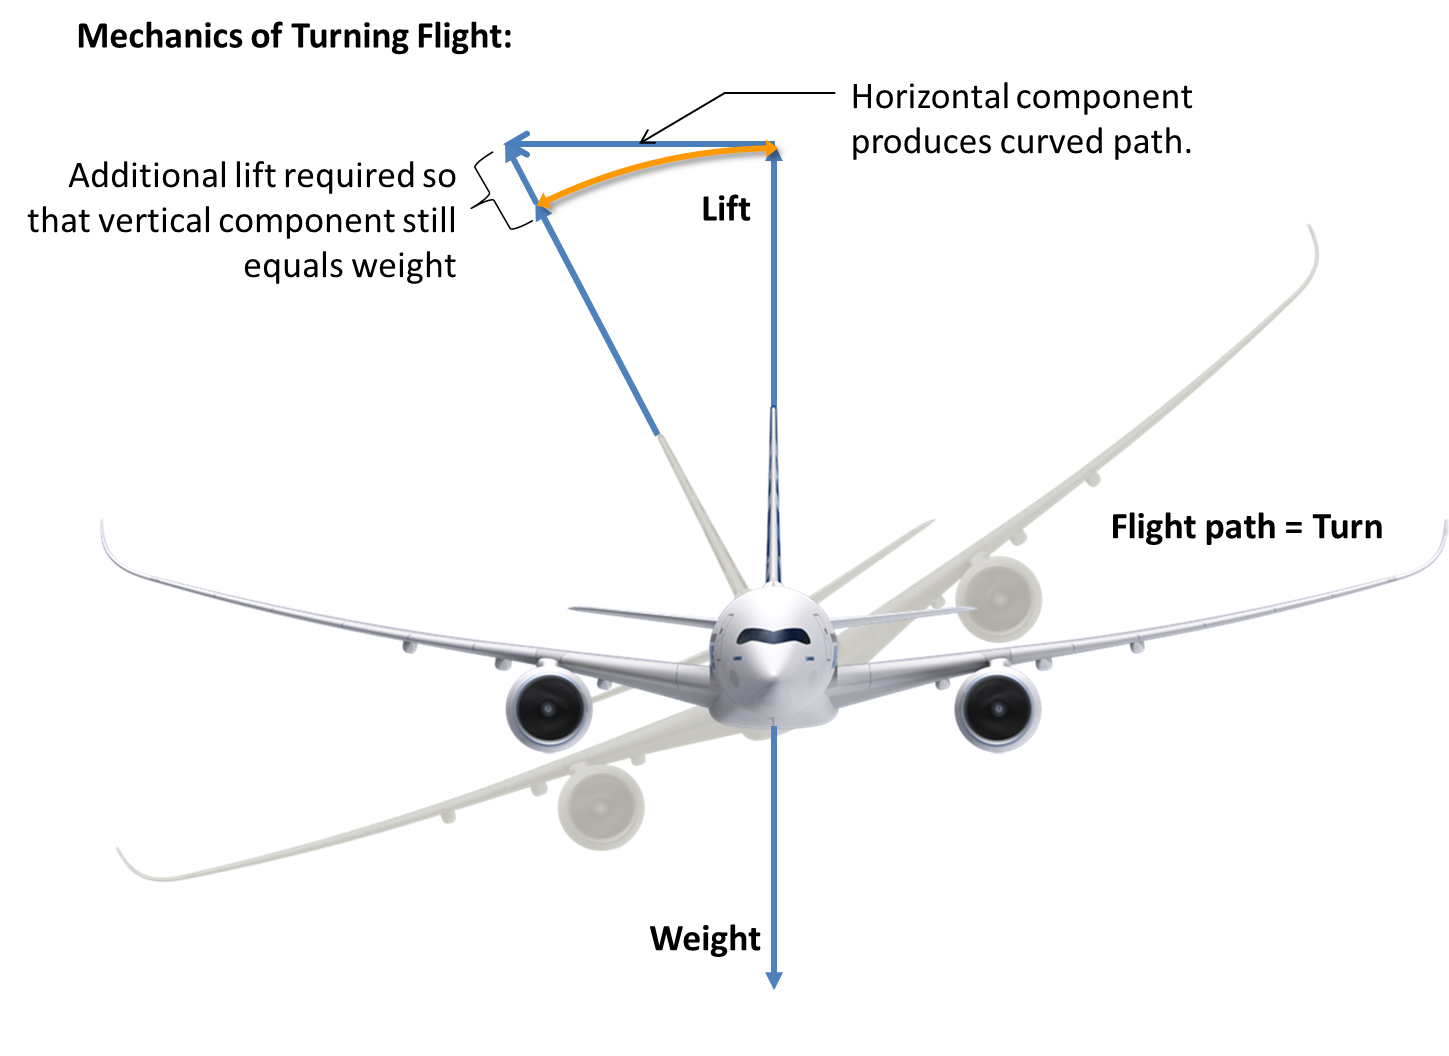 Mechanics of Turning Flight:
Horizontal component
produces curved path.
Additional lift required so
that vertical component still
equals weight
Lift
Flight path = Turn
Weight